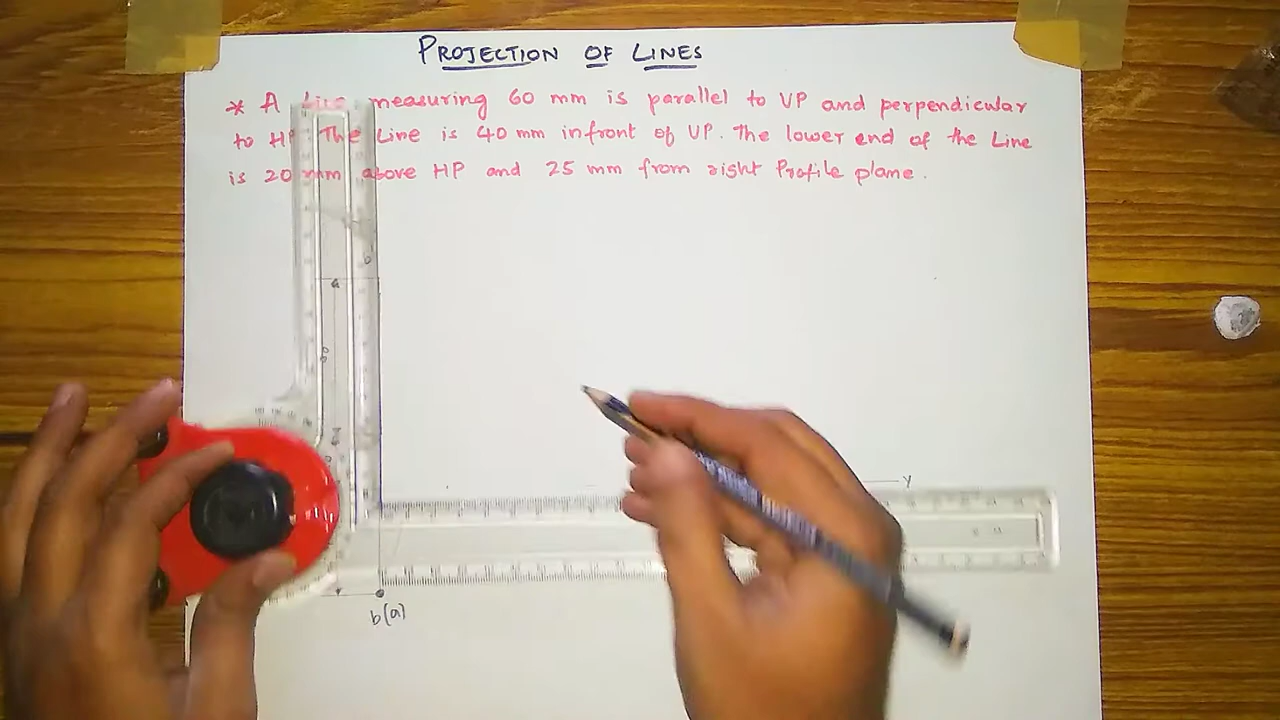 PROJECTION OF LINES
* A Line measuring 60 mm is parallel to VP and perpendicular
to HP The Line is 40 mm infront of VP. The lower end of the Line
is 20 mm above HP and 25 mm from right Profile plane.
a
Y
b(a)